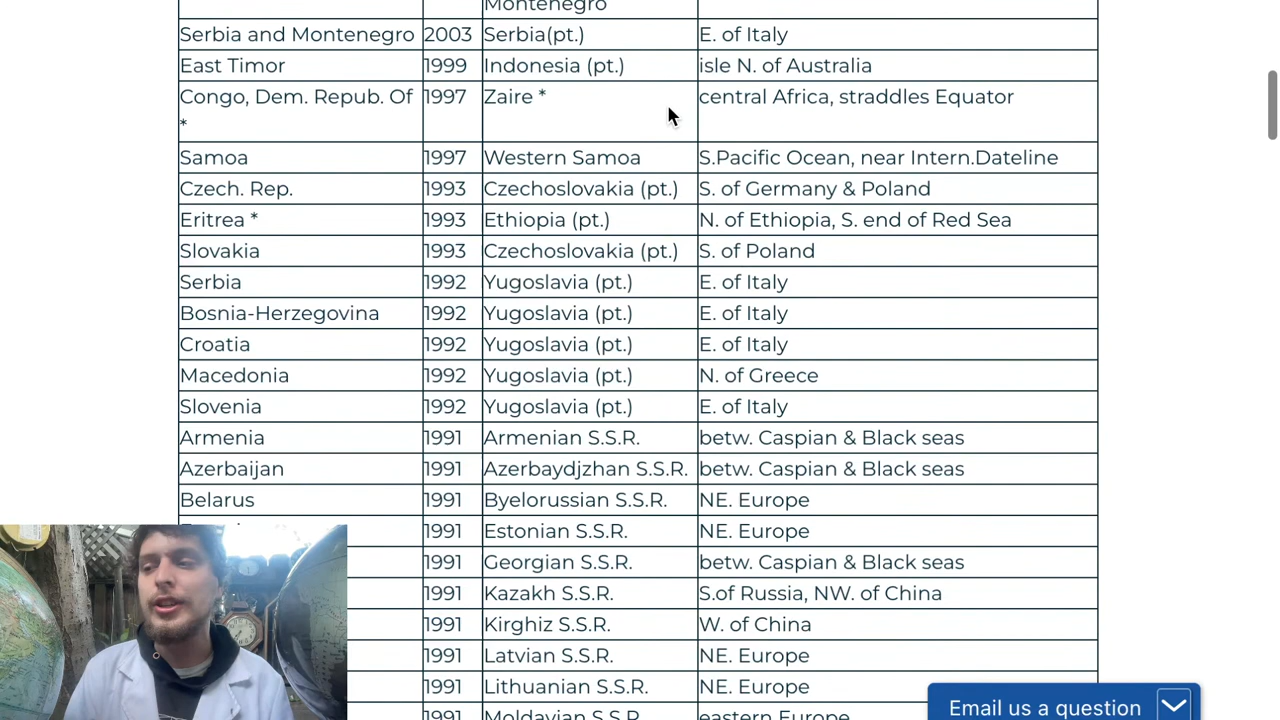 Montenegro
Serbia and Montenegro 2003 Serbia(pt.) E. of Italy
East Timor 1999 Indonesia (pt.) isle N. of Australia
Congo, Dem. Repub. Of 1997 Zaire * central Africa, straddles Equator
*
Samoa 1997 Western Samoa S.Pacific Ocean, near Intern.Dateline
Czech. Rep. 1993 Czechoslovakia (pt.) S. of Germany & Poland
Eritrea * 1993 Ethiopia (pt.) N. of Ethiopia, S. end of Red Sea
Slovakia 1993 Czechoslovakia (pt.) S. of Poland
Serbia 1992 Yugoslavia (pt.) E. of Italy
Bosnia-Herzegovina 1992 Yugoslavia (pt.) E. of Italy
Croatia 1992 Yugoslavia (pt.) E. of Italy
Macedonia 1992 Yugoslavia (pt.) N. of Greece
Slovenia 1992 Yugoslavia (pt.) E. of Italy
Armenia 1991 Armenian S.S.R. betw. Caspian & Black seas
Azerbaijan 1991 Azerbaydjzhan S.S.R. betw. Caspian & Black seas
Belarus 1991 Byelorussian S.S.R. NE. Europe
1991 Estonian S.S.R. NE. Europe
1991 Georgian S.S.R. betw. Caspian & Black seas
1991 Kazakh S.S.R. S.of Russia, NW. of China
1991 Kirghiz S.S.R. W. of China
1991 Latvian S.S.R. NE. Europe
1991 Lithuanian S.S.R. NE. Europe
1991 Moldavian S.S.R. eastern Europe
Email us a question